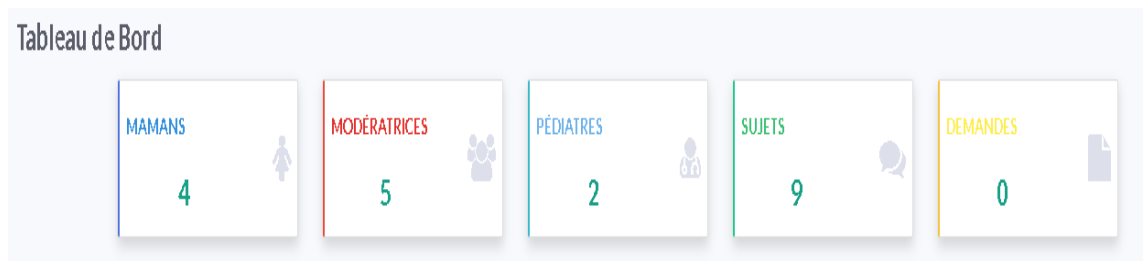 Tableau de Bord
MAMANS
4
MODÉRATRICES
5
PÉDIATRES
2
SUJETS
9
DEMANDES
0